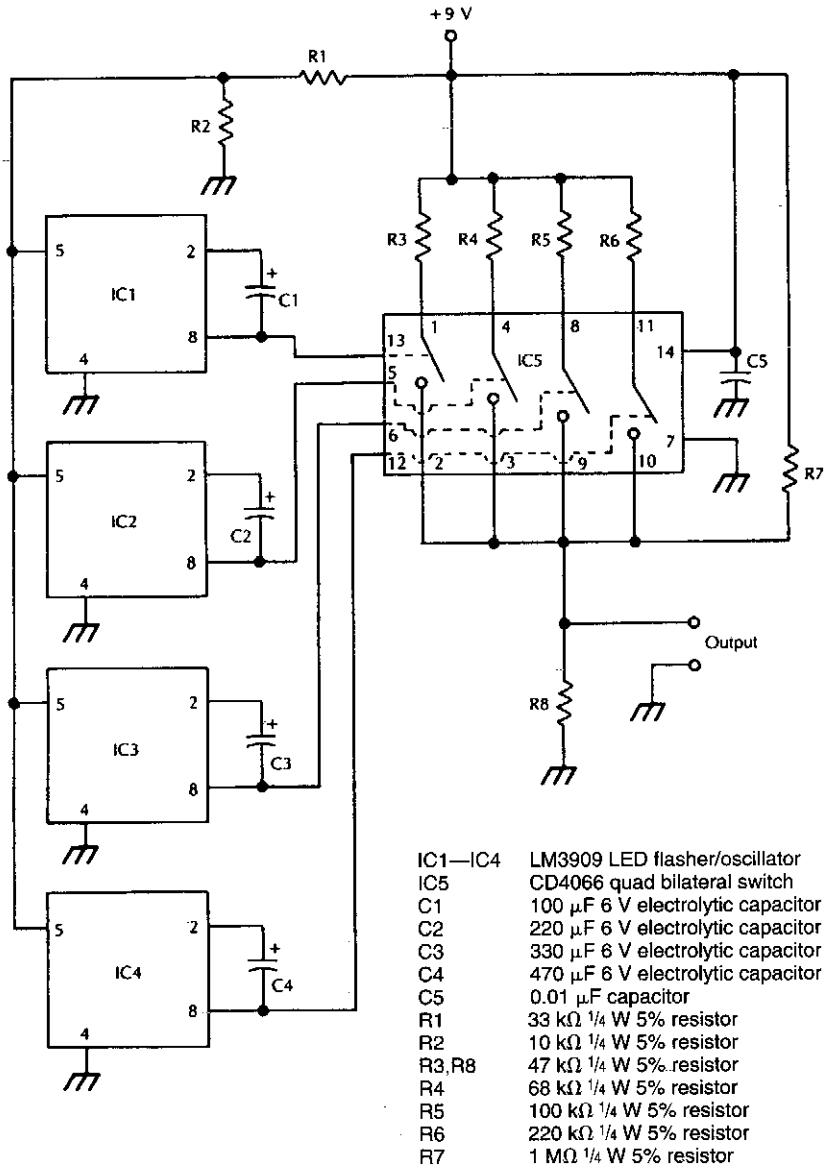 +9 V
R1
R2
5 2
IC1
+
C1
8
4
R3 R4 R5 R6
1 4 8 11
13
IC5
14
C5
5
6
7
12 2 3 9 10
R7
5 2
IC2
+
C2
8
4
Output
R8
5 2
IC3
+
C3
8
4
5 2
IC4
+
C4
8
4
IC1—IC4 LM3909 LED flasher/oscillator
IC5 CD4066 quad bilateral switch
C1 100 μF 6 V electrolytic capacitor
C2 220 μF 6 V electrolytic capacitor
C3 330 μF 6 V electrolytic capacitor
C4 470 μF 6 V electrolytic capacitor
C5 0.01 μF capacitor
R1 33 kΩ 1/4 W 5% resistor
R2 10 kΩ 1/4 W 5% resistor
R3,R8 47 kΩ 1/4 W 5% resistor
R4 68 kΩ 1/4 W 5% resistor
R5 100 kΩ 1/4 W 5% resistor
R6 220 kΩ 1/4 W 5% resistor
R7 1 MΩ 1/4 W 5% resistor